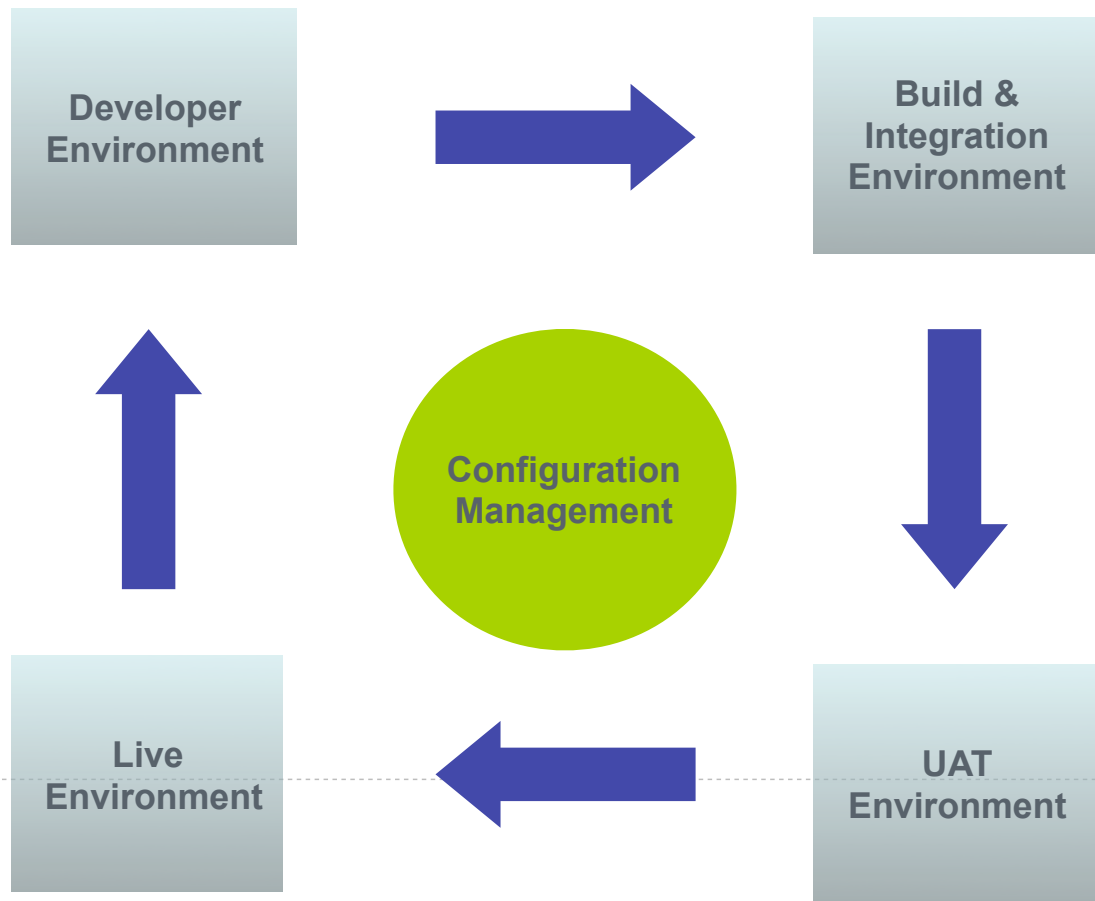 Developer
Environment
Build &
Integration
Environment
Configuration
Management
Live
Environment
UAT
Environment